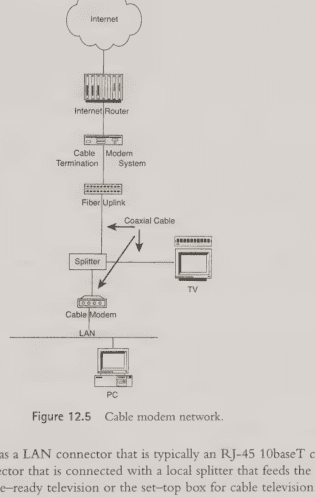 Internet
Internet Router
Cable Modem
Termination System
Fiber Uplink
Coaxial Cable
Splitter
TV
Cable Modem
LAN
PC
Figure 12.5 Cable modem network.
as a LAN connector that is typically an RJ-45 10baseT
ector that is connected with a local splitter that feeds the
e–ready television or the set–top box for cable television